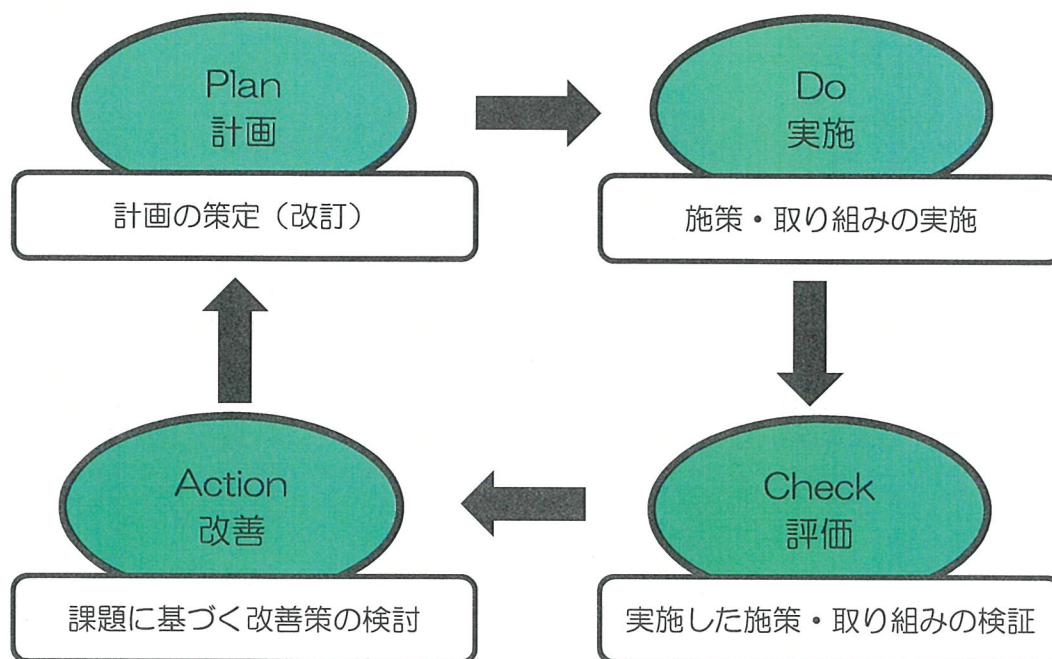 Plan
計画
計画の策定（改訂）
Do
実施
施策・取り組みの実施
Check
評価
実施した施策・取り組みの検証
Action
改善
課題に基づく改善策の検討